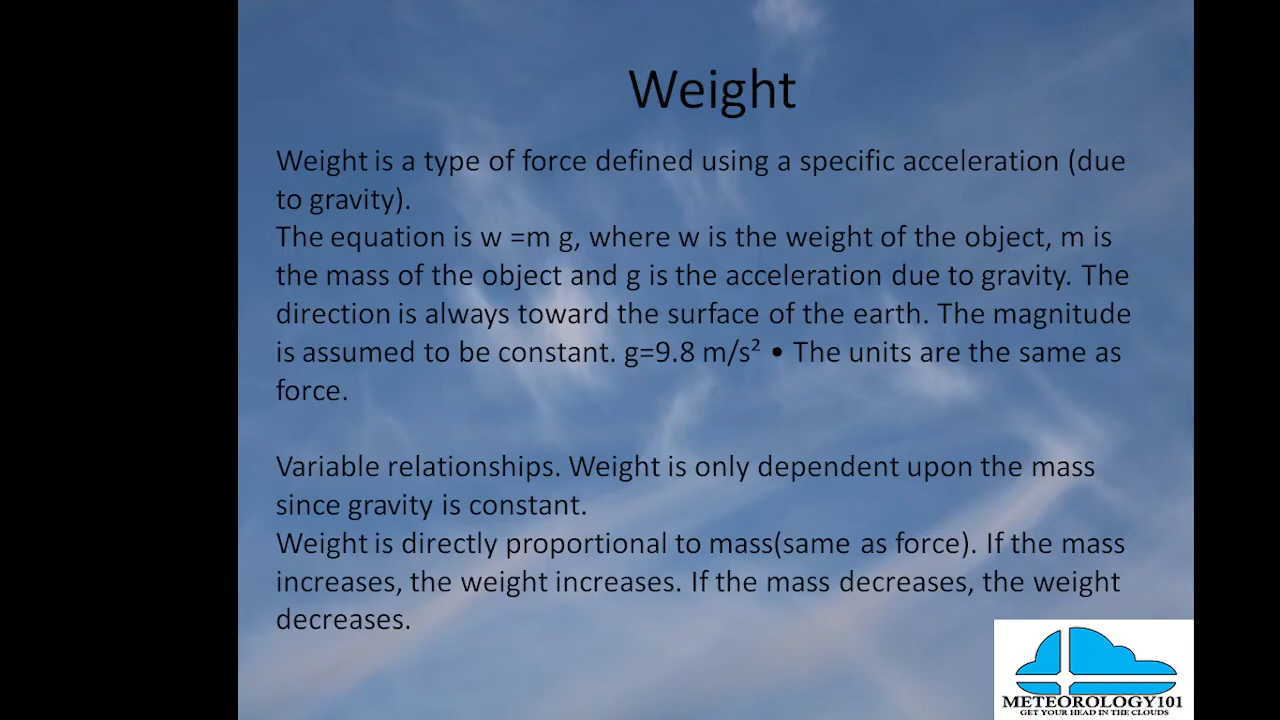 Weight
Weight is a type of force defined using a specific acceleration (due
to gravity).
The equation is w =m g, where w is the weight of the object, m is
the mass of the object and g is the acceleration due to gravity. The
direction is always toward the surface of the earth. The magnitude
is assumed to be constant. g=9.8 m/s² • The units are the same as
force.
Variable relationships. Weight is only dependent upon the mass
since gravity is constant.
Weight is directly proportional to mass(same as force). If the mass
increases, the weight increases. If the mass decreases, the weight
decreases.
METEOROLOGY101
GET YOUR HEAD IN THE CLOUDS